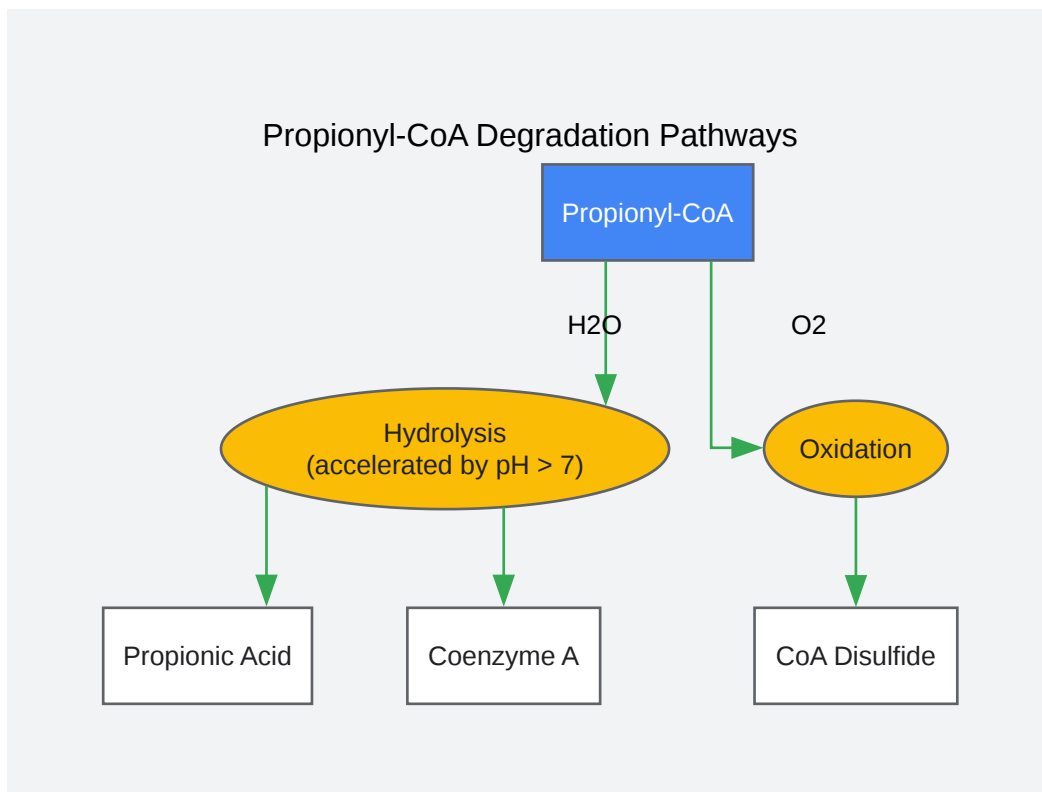 Propionyl-CoA Degradation Pathways
Propionyl-CoA
H2O
O2
Hydrolysis
(accelerated by pH > 7)
Oxidation
Propionic Acid
Coenzyme A
CoA Disulfide